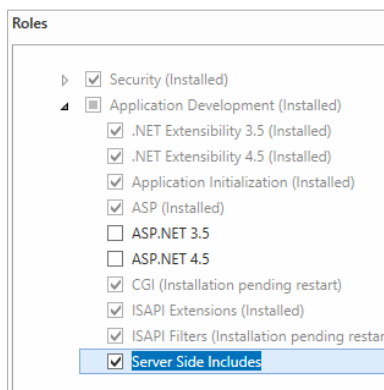 Roles
Security (Installed)
Application Development (Installed)
.NET Extensibility 3.5 (Installed)
.NET Extensibility 4.5 (Installed)
Application Initialization (Installed)
ASP (Installed)
ASP.NET 3.5
ASP.NET 4.5
CGI (Installation pending restart)
ISAPI Extensions (Installed)
ISAPI Filters (Installation pending restar
Server Side Includes